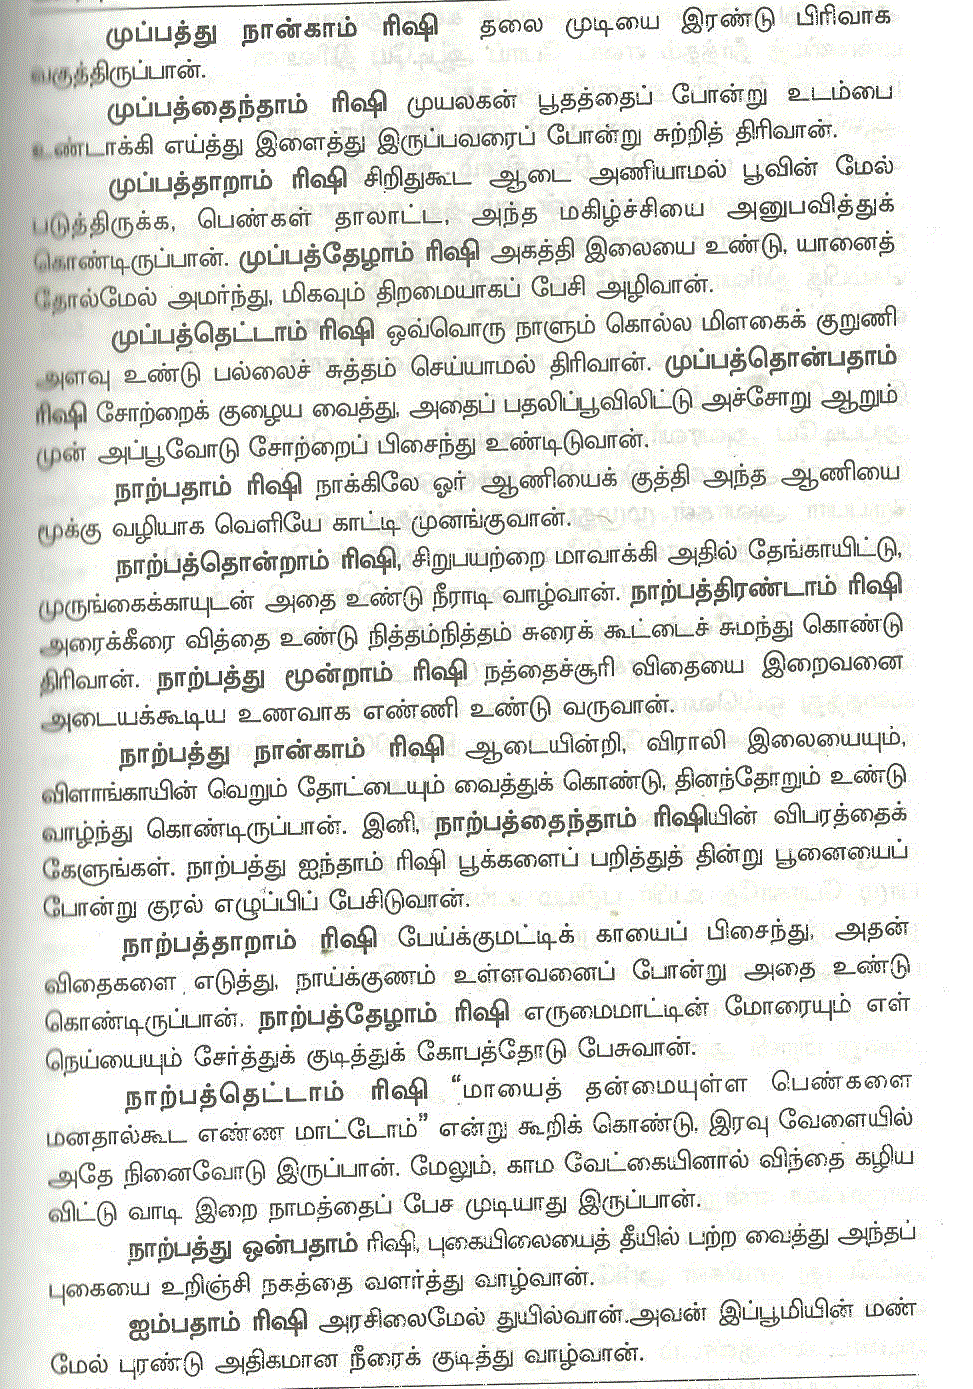 முப்பத்து நான்காம் ரிஷி தலை முடியை இரண்டு பிரிவாக
வகுத்திருப்பான்.
முப்பத்தைந்தாம் ரிஷி முயலகன் பூதத்தைப் போன்று உடம்பை
உண்டாக்கி எய்த்து இளைத்து இருப்பவரைப் போன்று சுற்றித் திரிவான்.
முப்பத்தாறாம் ரிஷி சிறிதுகூட ஆடை அணியாமல் பூவின் மேல்
படுத்திருக்க, பெண்கள் தாலாட்ட, அந்த மகிழ்ச்சியை அனுபவித்துக்
கொண்டிருப்பான். முப்பத்தேழாம் ரிஷி அகத்தி இலையை உண்டு, யானைத்
தோல்மேல் அமர்ந்து, மிகவும் திறமையாகப் பேசி அழிவான்.
முப்பத்தெட்டாம் ரிஷி ஒவ்வொரு நாளும் கொல்ல மிளகைக் குறுணி
அளவு உண்டு பல்லைச் சுத்தம் செய்யாமல் திரிவான். முப்பத்தொன்பதாம்
ரிஷி சோற்றைக் குழைய வைத்து, அதைப் பதலிப்பூவிலிட்டு அச்சோறு ஆறும்
முன் அப்பூவோடு சோற்றைப் பிசைந்து உண்டிடுவான்.
நாற்பதாம் ரிஷி நாக்கிலே ஓர் ஆணியைக் குத்தி அந்த ஆணியை
மூக்கு வழியாக வெளியே காட்டி முனங்குவான்.
நாற்பத்தொன்றாம் ரிஷி, சிறுபயற்றை மாவாக்கி அதில் தேங்காயிட்டு,
முருங்கைக்காயுடன் அதை உண்டு நீராடி வாழ்வான். நாற்பத்திரண்டாம் ரிஷி
அரைக்கீரை வித்தை உண்டு நித்தம்நித்தம் சுரைக் கூட்டைச் சுமந்து கொண்டு
திரிவான். நாற்பத்து மூன்றாம் ரிஷி நத்தைச்சூரி விதையை இறைவனை
அடையக்கூடிய உணவாக எண்ணி உண்டு வருவான்.
நாற்பத்து நான்காம் ரிஷி ஆடையின்றி, விராலி இலையையும்,
விளாங்காயின் வெறும் தோட்டையும் வைத்துக் கொண்டு, தினந்தோறும் உண்டு
வாழ்ந்து கொண்டிருப்பான். இனி, நாற்பத்தைந்தாம் ரிஷியின் விபரத்தைக்
கேளுங்கள். நாற்பத்து ஐந்தாம் ரிஷி பூக்களைப் பறித்துத் தின்று பூனையைப்
போன்று குரல் எழுப்பிப் பேசிடுவான்.
நாற்பத்தாறாம் ரிஷி பேய்க்குமட்டிக் காயைப் பிசைந்து, அதன்
விதைகளை எடுத்து, நாய்க்குணம் உள்ளவனைப் போன்று அதை உண்டு
கொண்டிருப்பான். நாற்பத்தேழாம் ரிஷி எருமைமாட்டின் மோரையும் எள்
நெய்யையும் சேர்த்துக் குடித்துக் கோபத்தோடு பேசுவான்.
நாற்பத்தெட்டாம் ரிஷி “மாயைத் தன்மையுள்ள பெண்களை
மனதால்கூட எண்ண மாட்டோம்” என்று கூறிக் கொண்டு, இரவு வேளையில்
அதே நினைவோடு இருப்பான். மேலும், காம வேட்கையினால் விந்தை கழிய
விட்டு வாடி இறை நாமத்தைப் பேச முடியாது இருப்பான்.
நாற்பத்து ஒன்பதாம் ரிஷி, புகையிலையைத் தீயில் பற்ற வைத்து அந்தப்
புகையை உறிஞ்சி நகத்தை வளர்த்து வாழ்வான்.
ஐம்பதாம் ரிஷி அரசிலைமேல் துயில்வான்.அவன் இப்பூமியின் மண்
மேல் புரண்டு அதிகமான நீரைக் குடித்து வாழ்வான்.